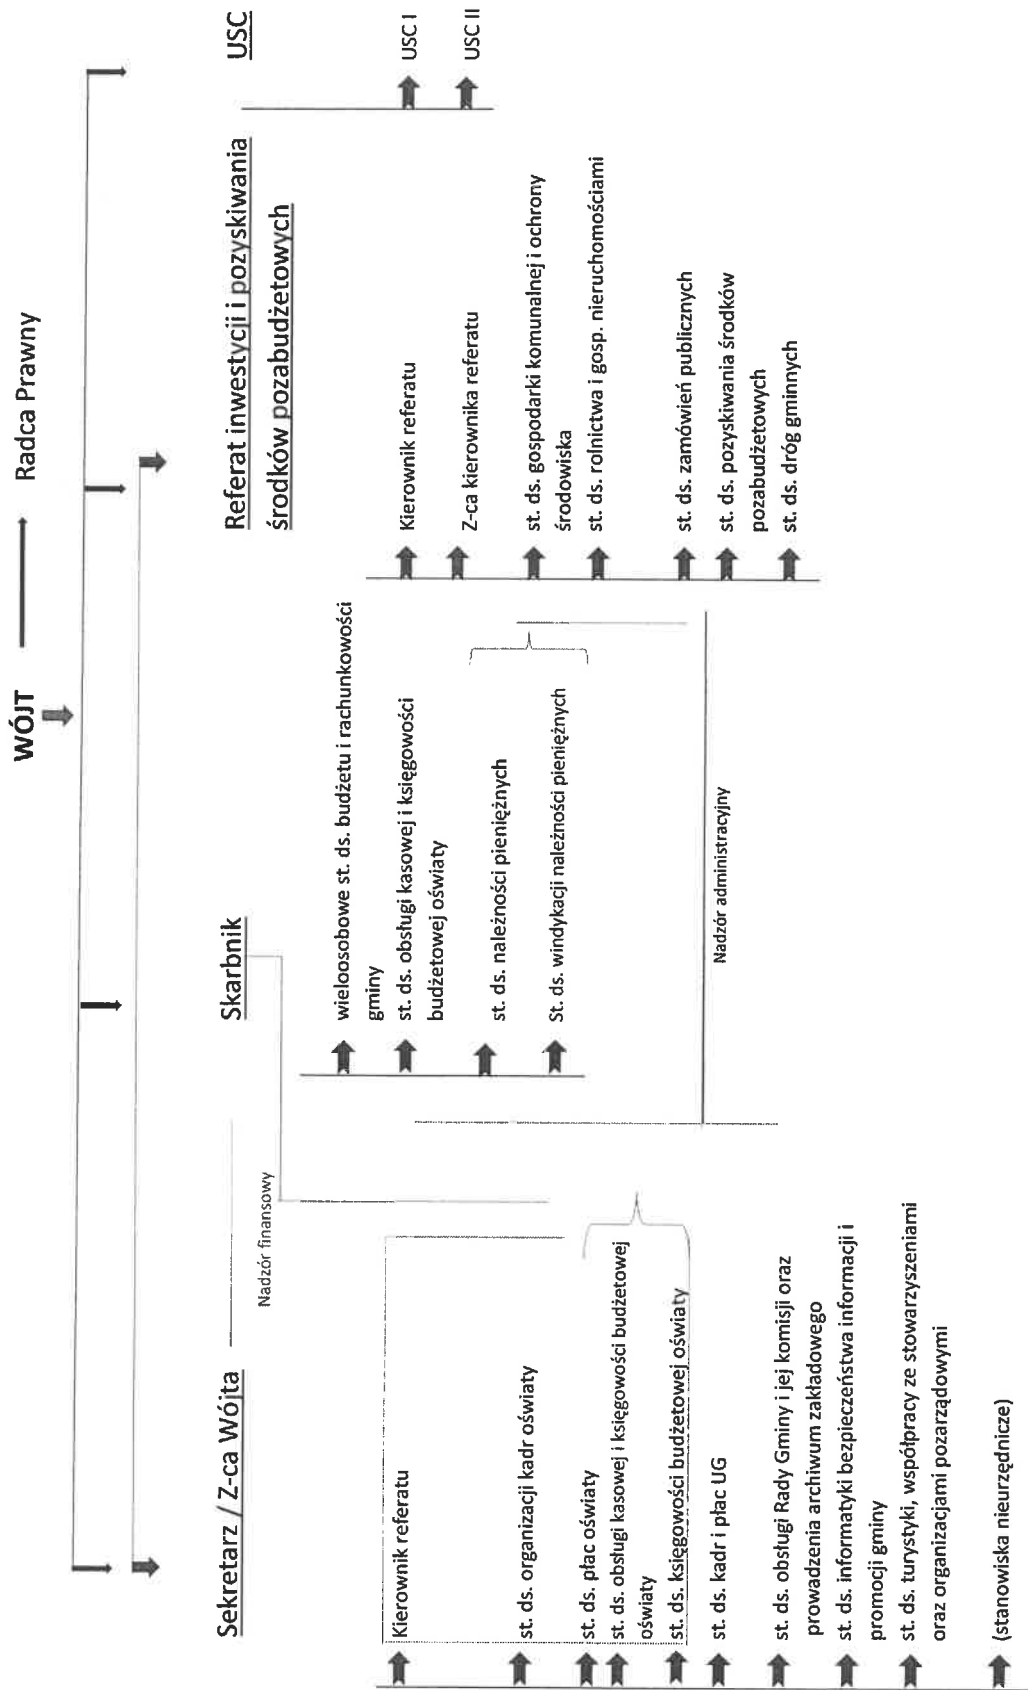 WÓJT
Radca Prawny
Sekretarz / Z-ca Wójta
Nadzór finansowy
Skarbnik
Referat inwestycji i pozyskiwania
środków pozabudżetowych
USC
Kierownik referatu
st. ds. organizacji kadr oświaty
st. ds. płac oświaty
st. ds. obsługi kasowej i księgowości budżetowej
oświaty
st. ds. księgowości budżetowej oświaty
st. ds. kadr i płac UG
st. ds. obsługi Rady Gminy i jej komisji oraz
prowadzenia archiwum zakładowego
st. ds. informatyki bezpieczeństwa informacji i
promocji gminy
st. ds. turystyki, współpracy ze stowarzyszeniami
oraz organizacjami pozarządowymi
(stanowiska nieurzędnicze)
wieloosobowe st. ds. budżetu i rachunkowości
gminy
st. ds. obsługi kasowej i księgowości
budżetowej oświaty
st. ds. należności pieniężnych
St. ds. windykacji należności pieniężnych
Nadzór administracyjny
Kierownik referatu
Z-ca kierownika referatu
st. ds. gospodarki komunalnej i ochrony
środowiska
st. ds. rolnictwa i gosp. nieruchomościami
st. ds. zamówień publicznych
st. ds. pozyskiwania środków
pozabudżetowych
st. ds. dróg gminnych
USC I
USC II